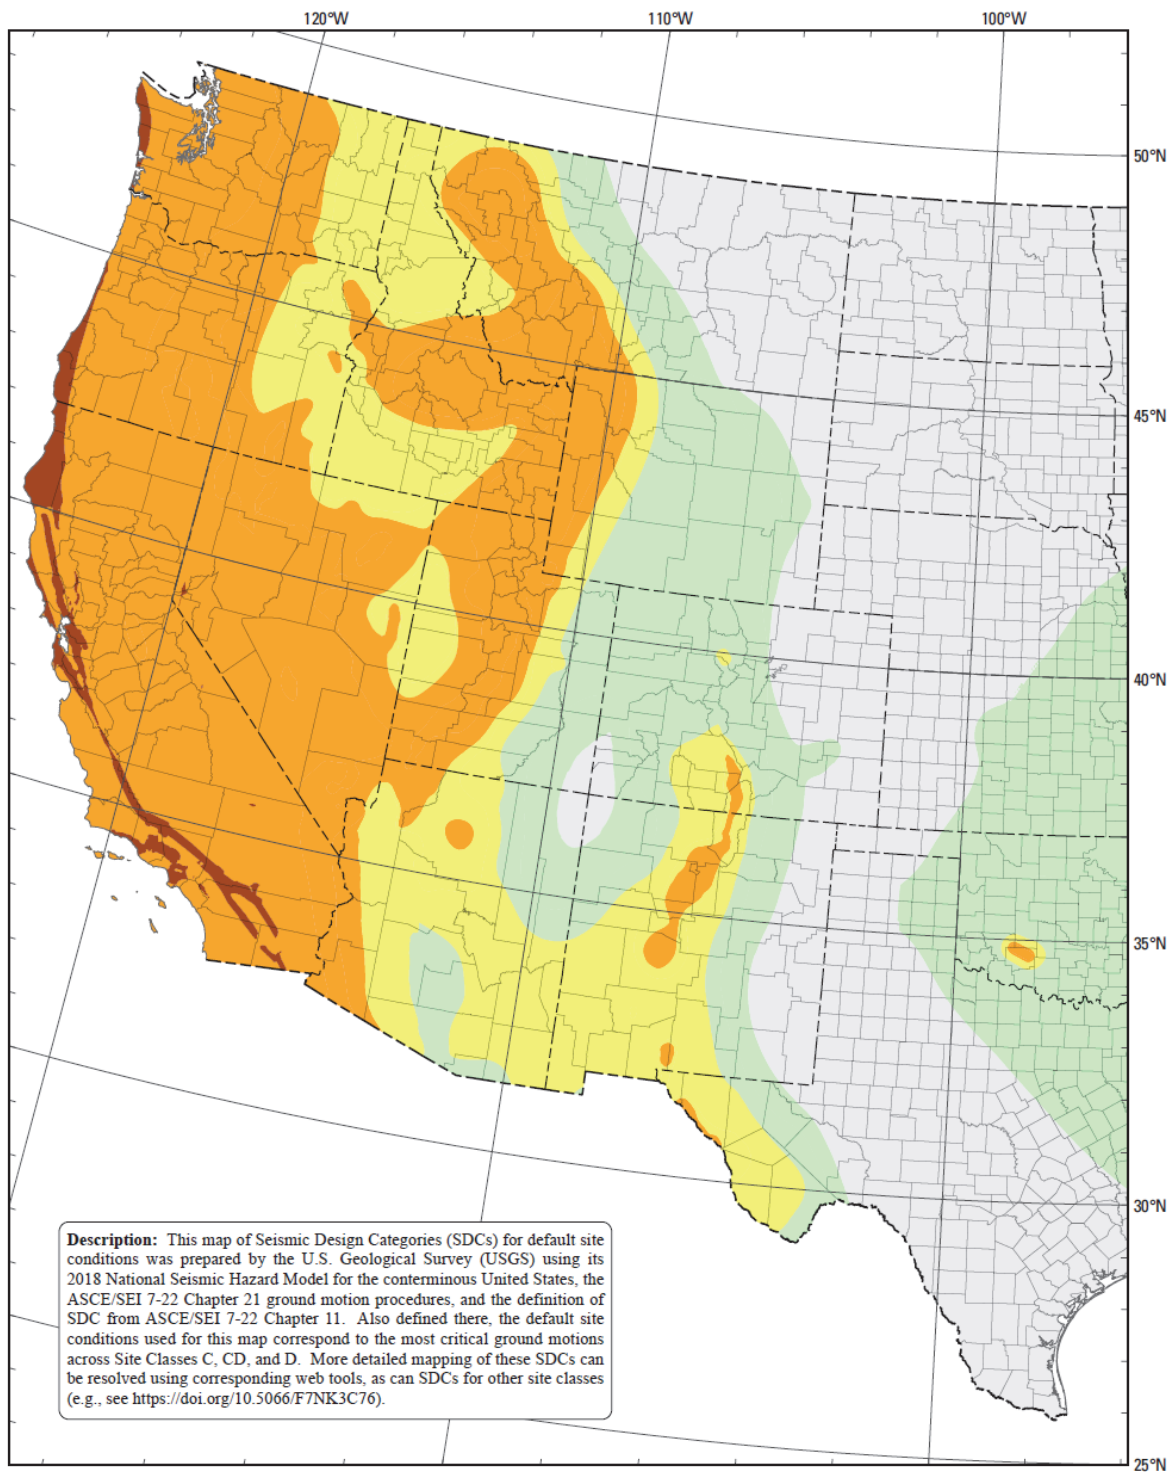 120°W 110°W 100°W
50°N
45°N
40°N
35°N
30°N
25°N
Description: This map of Seismic Design Categories (SDCs) for default site
conditions was prepared by the U.S. Geological Survey (USGS) using its
2018 National Seismic Hazard Model for the conterminous United States, the
ASCE/SEI 7-22 Chapter 21 ground motion procedures, and the definition of
SDC from ASCE/SEI 7-22 Chapter 11. Also defined there, the default site
conditions used for this map correspond to the most critical ground motions
across Site Classes C, CD, and D. More detailed mapping of these SDCs can
be resolved using corresponding web tools, as can SDCs for other site classes
(e.g., see https://doi.org/10.5066/F7NK3C76).